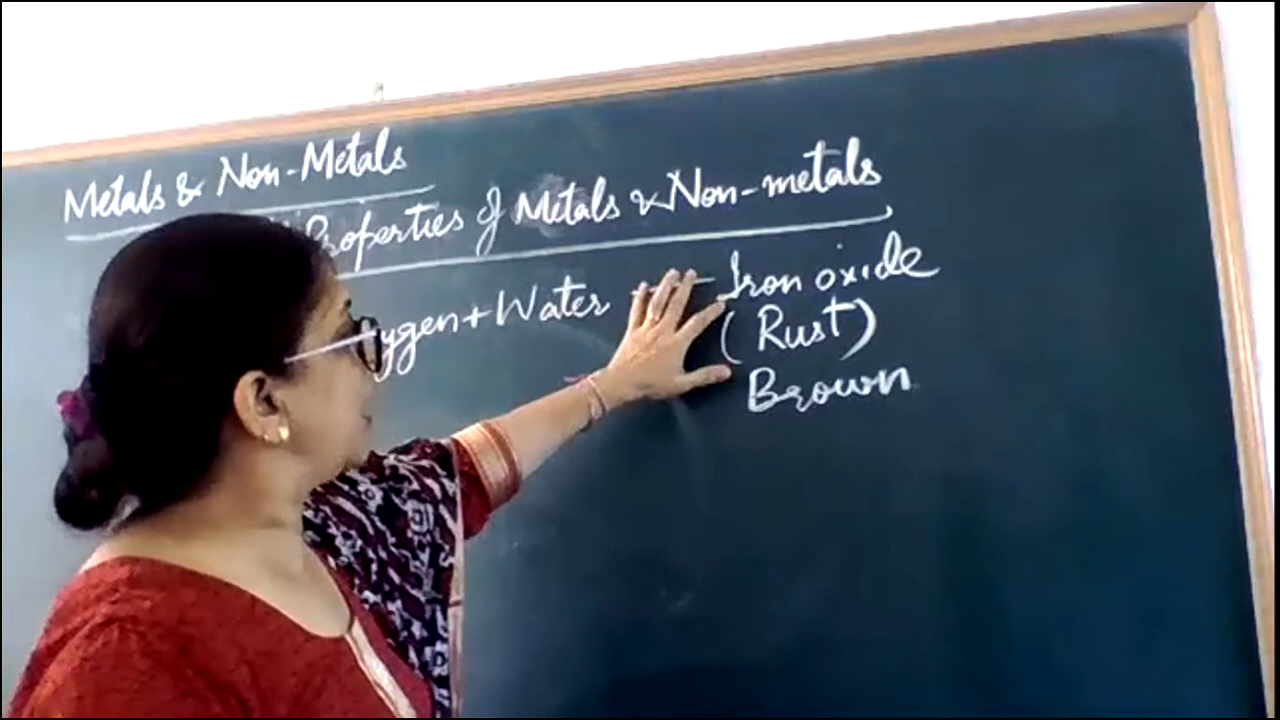 Metals & Non-Metals
Properties of Metals & Non-metals
ygen + Water → Iron oxide
(Rust)
Brown